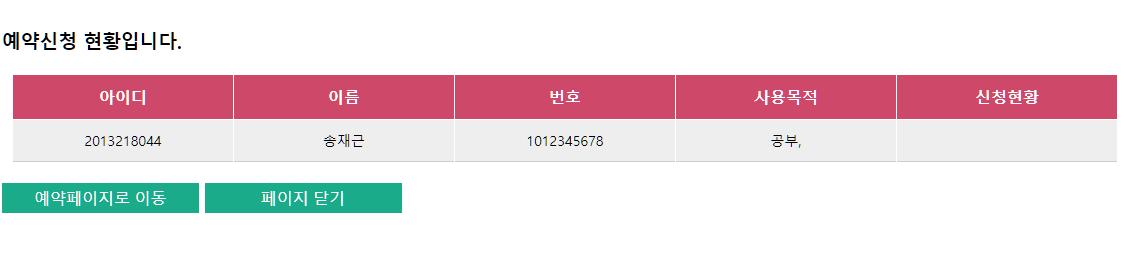 예약신청 현황입니다.
아이디 이름 번호 사용목적 신청현황
2013218044 송재근 1012345678 공부,
예약페이지로 이동 페이지 닫기